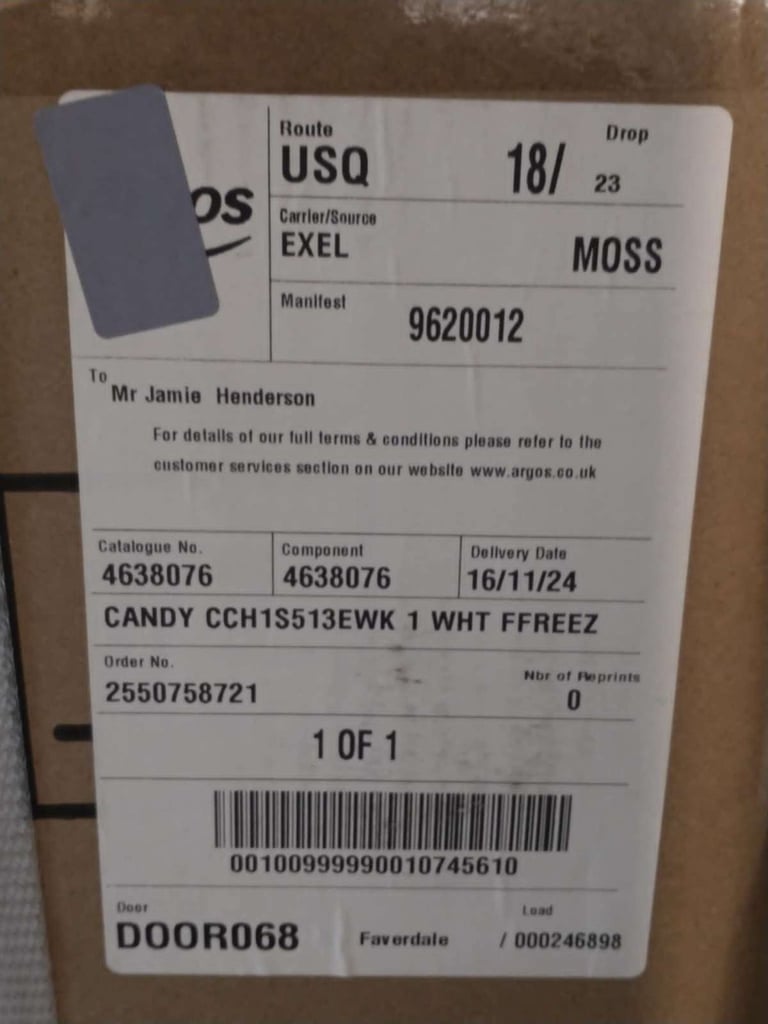 os
Route Drop
USQ 18/ 23
Carrier/Source
EXEL MOSS
Manifest
9620012
To
Mr Jamie Henderson
For details of our full terms & conditions please refer to the
customer services section on our website www.argos.co.uk
Catalogue No. Component Delivery Date
4638076 4638076 16/11/24
CANDY CCH1S513EWK 1 WHT FFREEZ
Order No. Nbr of Reprints
2550758721 0
1 OF 1
00100999990010745610
Door Load
DOOR068 Faverdale / 000246898